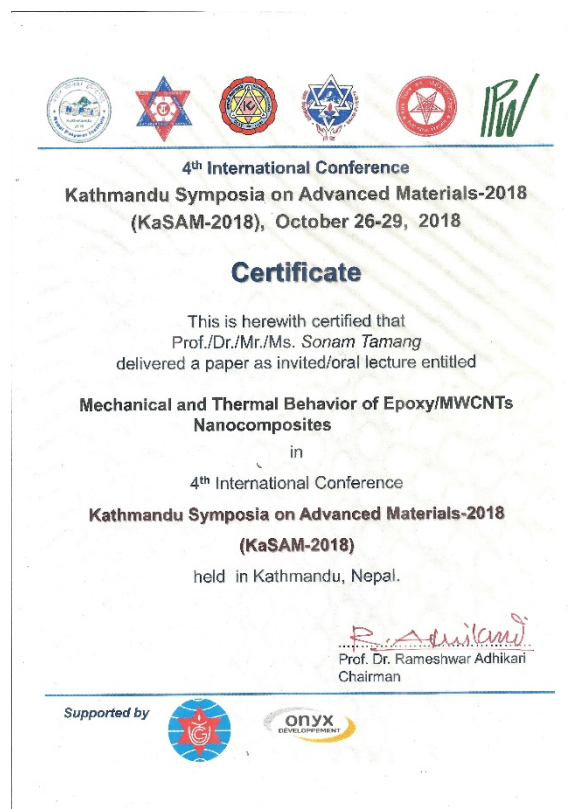 IPW
4th International Conference
Kathmandu Symposia on Advanced Materials-2018
(KaSAM-2018), October 26-29, 2018
Certificate
This is herewith certified that
Prof./Dr./Mr./Ms. Sonam Tamang
delivered a paper as invited/oral lecture entitled
Mechanical and Thermal Behavior of Epoxy/MWCNTs
Nanocomposites
in
4th International Conference
Kathmandu Symposia on Advanced Materials-2018
(KaSAM-2018)
held in Kathmandu, Nepal.
R. Adhikari
Prof. Dr. Rameshwar Adhikari
Chairman
Supported by
onyx
DEVELOPPEMENT